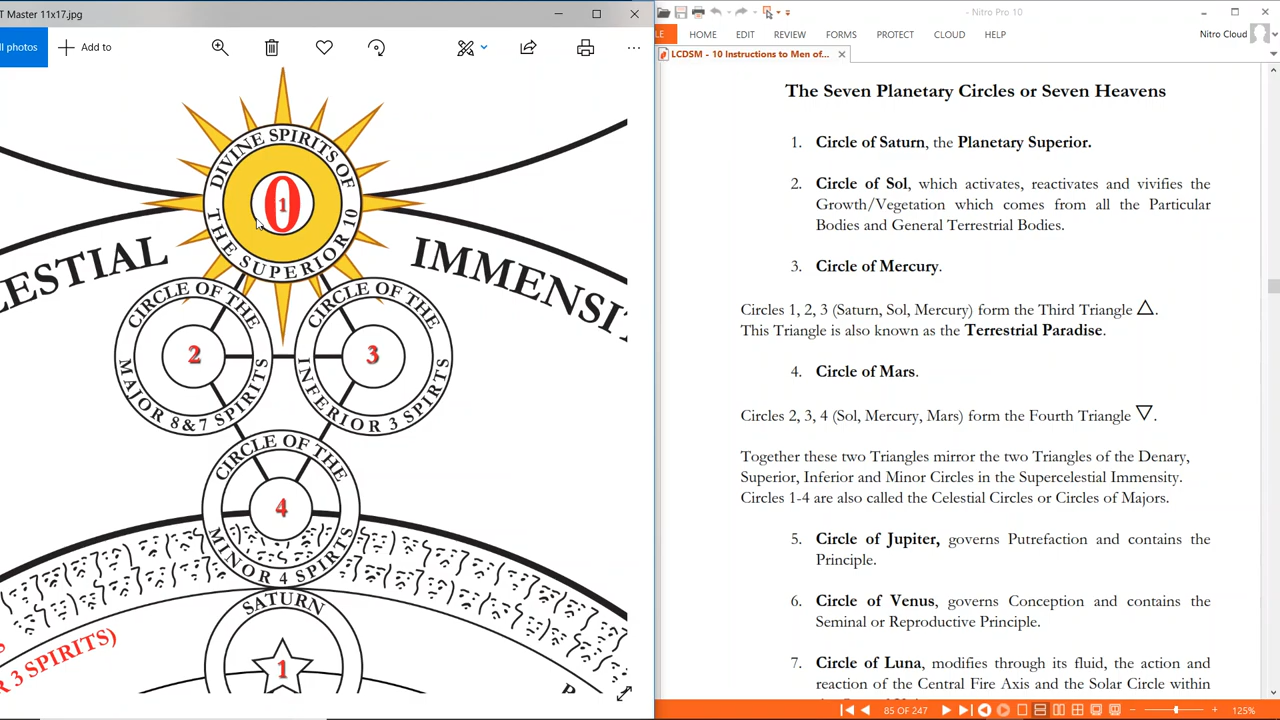 T Master 11x17.jpg
ll photos
Add to
DIVINE SPIRITS OF
THE SUPERIOR 10
0
1
ELESTIAL
IMMENSI
CIRCLE OF THE
MAJOR 8&7 SPIRITS
2
CIRCLE OF THE
INFERIOR 3 SPIRTS
3
CIRCLE OF THE
MINOR 4 SPIRITS
4
SATURN
1
S
R 3 SPIRITS)
- Nitro Pro 10
LE
HOME
EDIT
REVIEW
FORMS
PROTECT
CLOUD
HELP
Nitro Cloud
LCDSM - 10 Instructions to Men of...
The Seven Planetary Circles or Seven Heavens
1. Circle of Saturn, the Planetary Superior.
2. Circle of Sol, which activates, reactivates and vivifies the
Growth/Vegetation which comes from all the Particular
Bodies and General Terrestrial Bodies.
3. Circle of Mercury.
Circles 1, 2, 3 (Saturn, Sol, Mercury) form the Third Triangle △.
This Triangle is also known as the Terrestrial Paradise.
4. Circle of Mars.
Circles 2, 3, 4 (Sol, Mercury, Mars) form the Fourth Triangle ▽.
Together these two Triangles mirror the two Triangles of the Denary,
Superior, Inferior and Minor Circles in the Supercelestial Immensity.
Circles 1-4 are also called the Celestial Circles or Circles of Majors.
5. Circle of Jupiter, governs Putrefaction and contains the
Principle.
6. Circle of Venus, governs Conception and contains the
Seminal or Reproductive Principle.
7. Circle of Luna, modifies through its fluid, the action and
reaction of the Central Fire Axis and the Solar Circle within
85 OF 247
125%